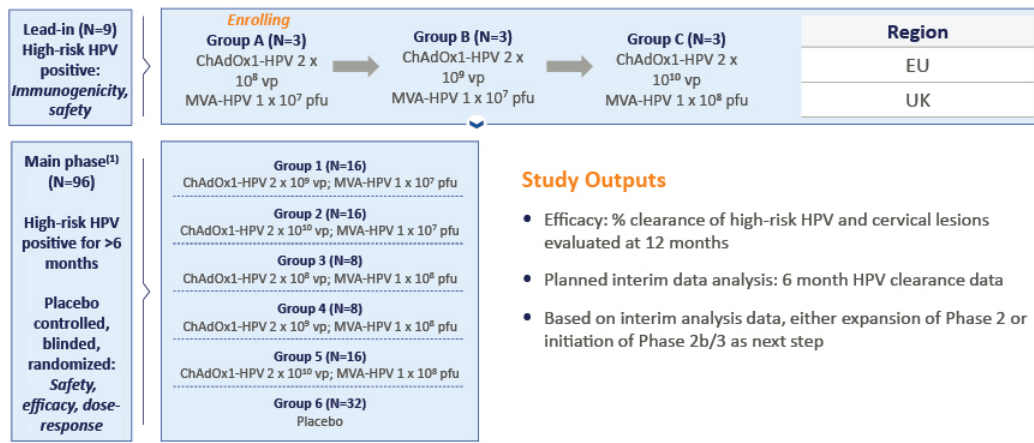 Lead-in (N=9)
High-risk HPV
positive:
Immunogenicity,
safety
Enrolling
Group A (N=3)
ChAdOx1-HPV 2 x
10⁸ vp
MVA-HPV 1 x 10⁷ pfu
Group B (N=3)
ChAdOx1-HPV 2 x
10⁹ vp
MVA-HPV 1 x 10⁷ pfu
Group C (N=3)
ChAdOx1-HPV 2 x
10¹⁰ vp
MVA-HPV 1 x 10⁸ pfu
Region
EU
UK
Main phase⁽¹⁾
(N=96)
High-risk HPV
positive for >6
months
Placebo
controlled,
blinded,
randomized:
Safety,
efficacy, dose-
response
Group 1 (N=16)
ChAdOx1-HPV 2 x 10⁹ vp; MVA-HPV 1 x 10⁷ pfu
Group 2 (N=16)
ChAdOx1-HPV 2 x 10¹⁰ vp; MVA-HPV 1 x 10⁷ pfu
Group 3 (N=8)
ChAdOx1-HPV 2 x 10⁸ vp; MVA-HPV 1 x 10⁸ pfu
Group 4 (N=8)
ChAdOx1-HPV 2 x 10⁹ vp; MVA-HPV 1 x 10⁸ pfu
Group 5 (N=16)
ChAdOx1-HPV 2 x 10¹⁰ vp; MVA-HPV 1 x 10⁸ pfu
Group 6 (N=32)
Placebo
Study Outputs
• Efficacy: % clearance of high-risk HPV and cervical lesions
evaluated at 12 months
• Planned interim data analysis: 6 month HPV clearance data
• Based on interim analysis data, either expansion of Phase 2 or
initiation of Phase 2b/3 as next step